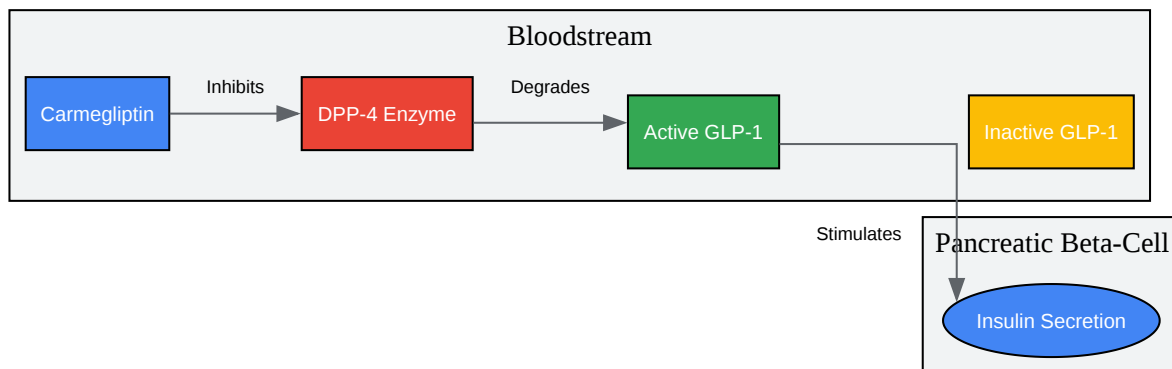 Bloodstream
Inhibits
Degrades
Carmegliptin
DPP-4 Enzyme
Active GLP-1
Inactive GLP-1
Stimulates
Pancreatic Beta-Cell
Insulin Secretion